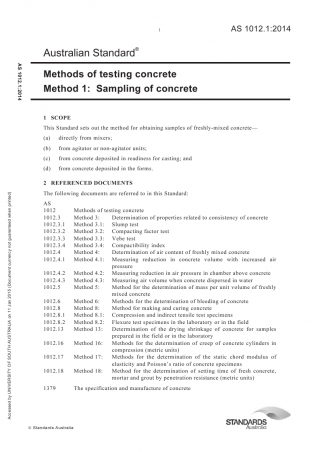 1
AS 1012.1:2014
Australian Standard®
Methods of testing concrete
Method 1: Sampling of concrete
1 SCOPE
This Standard sets out the method for obtaining samples of freshly-mixed concrete—
(a) directly from mixers;
(b) from agitator or non-agitator units;
(c) from concrete deposited in readiness for casting; and
(d) from concrete deposited in the forms.
2 REFERENCED DOCUMENTS
The following documents are referred to in this Standard:
AS
1012 Methods of testing concrete
1012.3 Method 3: Determination of properties related to consistency of concrete
1012.3.1 Method 3.1: Slump test
1012.3.2 Method 3.2: Compacting factor test
1012.3.3 Method 3.3: Vebe test
1012.3.4 Method 3.4: Compactibility index
1012.4 Method 4: Determination of air content of freshly mixed concrete
1012.4.1 Method 4.1: Measuring reduction in concrete volume with increased air
pressure
1012.4.2 Method 4.2: Measuring reduction in air pressure in chamber above concrete
1012.4.3 Method 4.3: Measuring air volume when concrete dispersed in water
1012.5 Method 5: Method for the determination of mass per unit volume of freshly
mixed concrete
1012.6 Method 6: Methods for the determination of bleeding of concrete
1012.8 Method 8: Method for making and curing concrete
1012.8.1 Method 8.1: Compression and indirect tensile test specimens
1012.8.2 Method 8.2: Flexure test specimens in the laboratory or in the field
1012.13 Method 13: Determination of the drying shrinkage of concrete for samples
prepared in the field or in the laboratory
1012.16 Method 16: Methods for the determination of creep of concrete cylinders in
compression (metric units)
1012.17 Method 17: Methods for the determination of the static chord modulus of
elasticity and Poisson's ratio of concrete specimens
1012.18 Method 18: Method for the determination of setting time of fresh concrete,
mortar and grout by penetration resistance (metric units)
1379 The specification and manufacture of concrete
© Standards Australia
STANDARDS
Australia
AS 1012.1:2014
Accessed by UNIVERSITY OF SOUTH AUSTRALIA on 11 Jun 2015 (Document currency not guaranteed when printed)